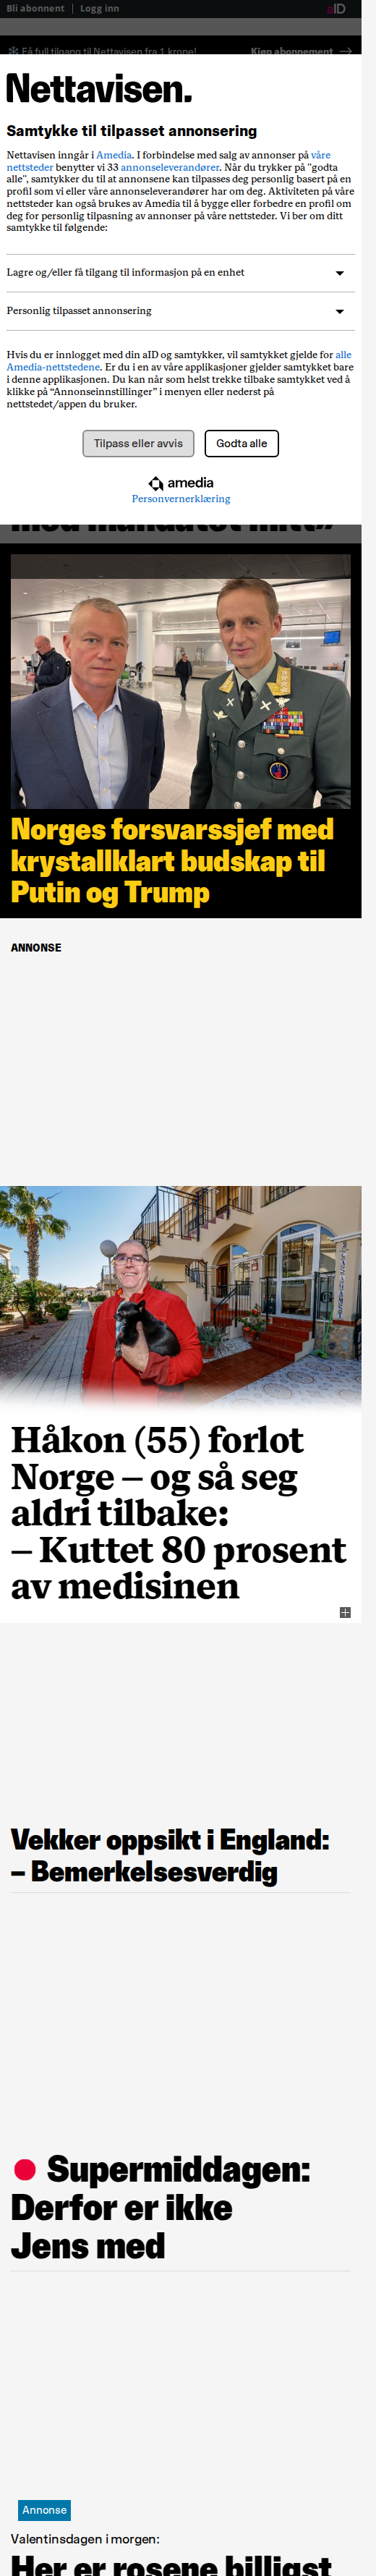 Bli abonnent | Logg inn
aID
Få full tilgang til Nettavisen fra 1 krone!
Kjøp abonnement
Nettavisen.
Samtykke til tilpasset annonsering
Nettavisen inngår i Amedia. I forbindelse med salg av annonser på våre
nettsteder benytter vi 33 annonseleverandører. Når du trykker på "godta
alle", samtykker du til at annonsene kan tilpasses deg personlig basert på en
profil som vi eller våre annonseleverandører har om deg. Aktiviteten på våre
nettsteder kan også brukes av Amedia til å bygge eller forbedre en profil om
deg for personlig tilpasning av annonser på våre nettsteder. Vi ber om ditt
samtykke til følgende:
Lagre og/eller få tilgang til informasjon på en enhet
Personlig tilpasset annonsering
Hvis du er innlogget med din aID og samtykker, vil samtykket gjelde for alle
Amedia-nettstedene. Er du i en av våre applikasjoner gjelder samtykket bare
i denne applikasjonen. Du kan når som helst trekke tilbake samtykket ved å
klikke på “Annonseinnstillinger” i menyen eller nederst på
nettstedet/appen du bruker.
Tilpass eller avvis
Godta alle
amedia
Personvernerklæring
med mandatet mitt»
Norges forsvarssjef med
krystallklart budskap til
Putin og Trump
ANNONSE
Håkon (55) forlot
Norge – og så seg
aldri tilbake:
– Kuttet 80 prosent
av medisinen
Vekker oppsikt i England:
– Bemerkelsesverdig
Supermiddagen:
Derfor er ikke
Jens med
Annonse
Valentinsdagen i morgen:
Her er rosene billigst